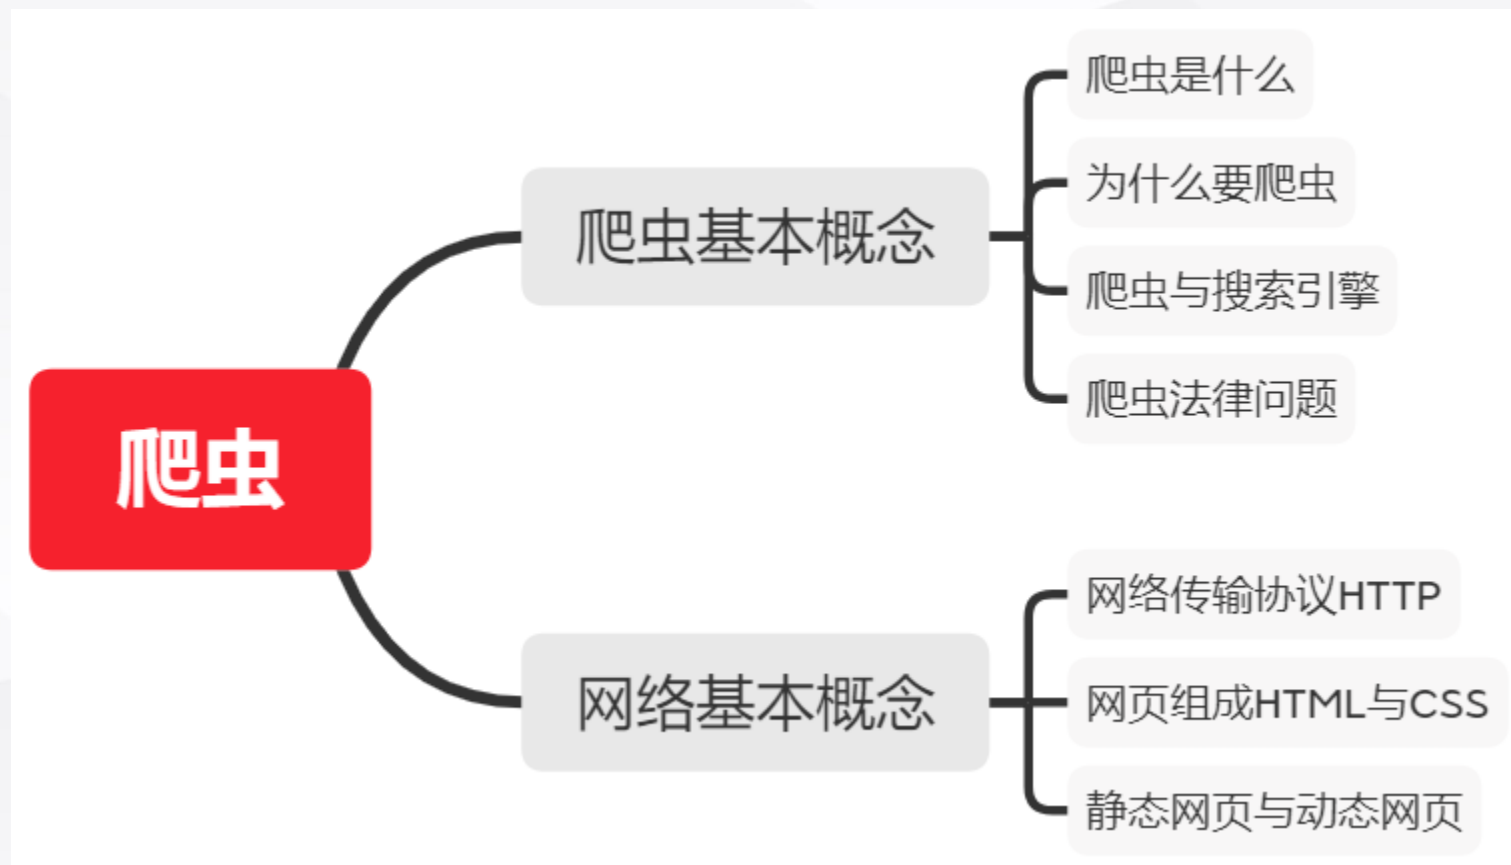 爬虫
爬虫基本概念
爬虫是什么
为什么要爬虫
爬虫与搜索引擎
爬虫法律问题
网络基本概念
网络传输协议HTTP
网页组成HTML与CSS
静态网页与动态网页